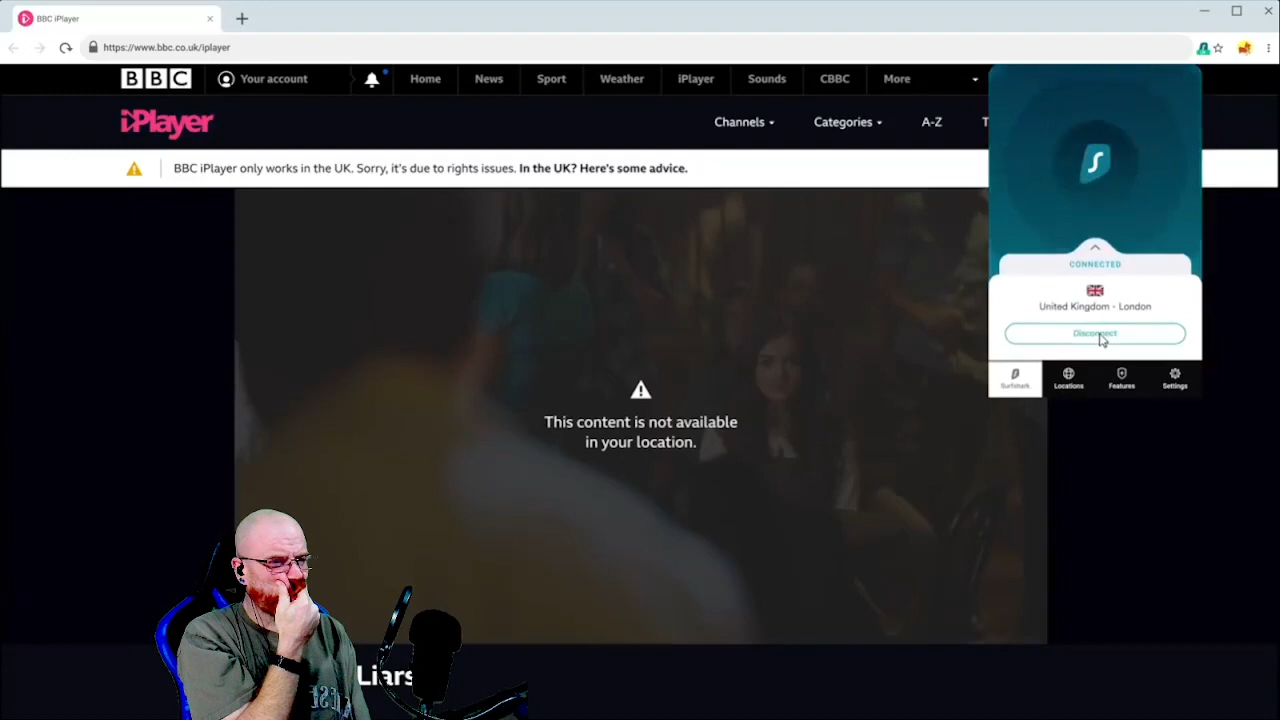 BBC iPlayer
https://www.bbc.co.uk/iplayer
BBC
Your account
Home
News
Sport
Weather
iPlayer
Sounds
CBBC
More
iPlayer
Channels
Categories
A-Z
T
BBC iPlayer only works in the UK. Sorry, it's due to rights issues. In the UK? Here's some advice.
This content is not available
in your location.
CONNECTED
United Kingdom - London
Disconnect
Surfshark
Locations
Features
Settings
Liars